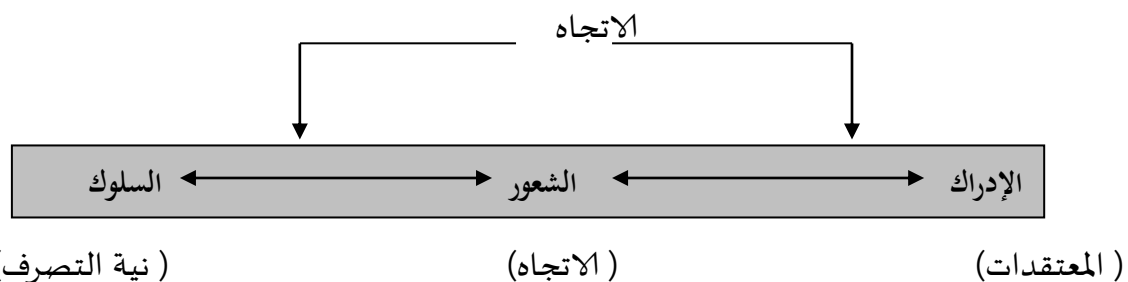 الاتجاه
الإدراك الشعور السلوك
( المعتقدات) ( الاتجاه) ( نية التصرف)